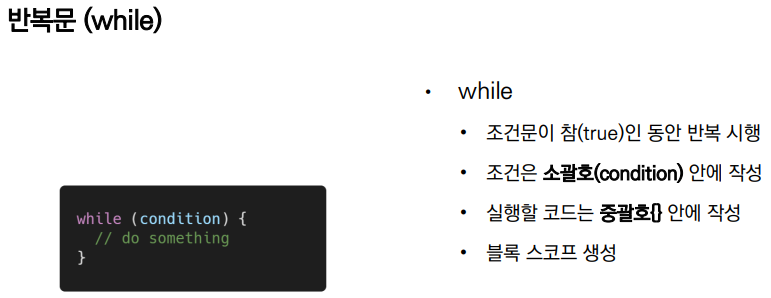 반복문 (while)
• while
• 조건문이 참(true)인 동안 반복 시행
• 조건은 소괄호(condition) 안에 작성
• 실행할 코드는 중괄호{} 안에 작성
• 블록 스코프 생성
while (condition) {
  // do something
}